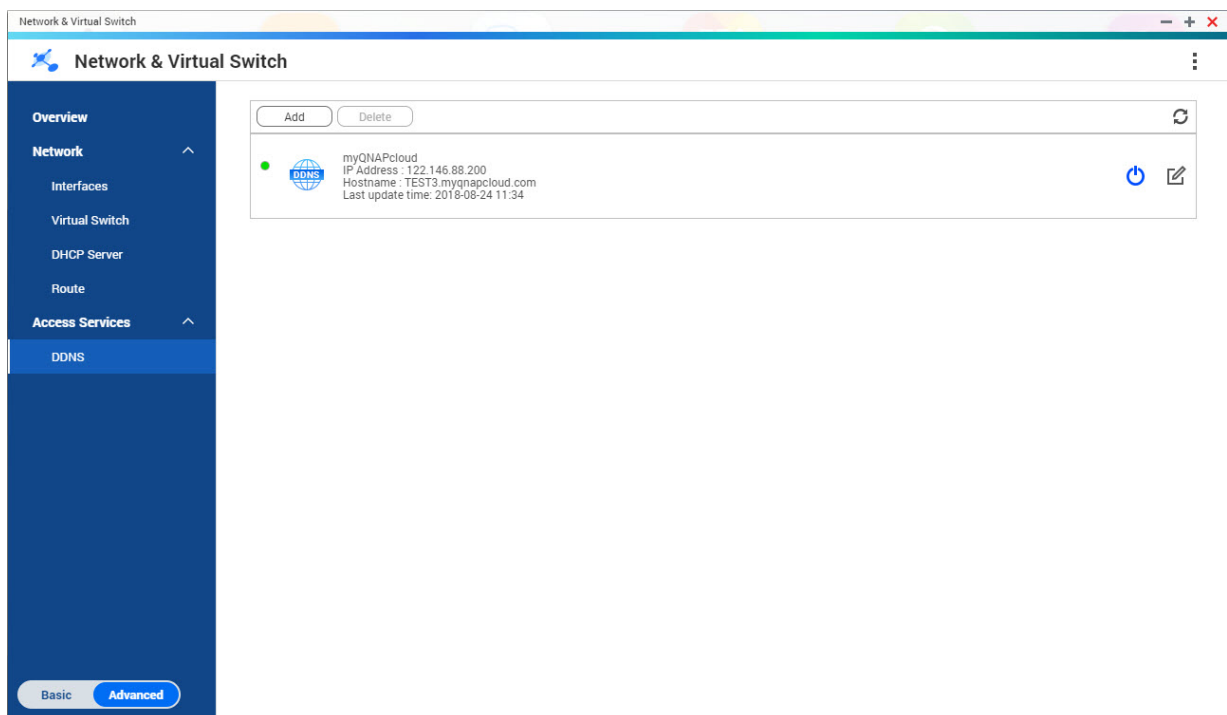 Network & Virtual Switch
Network & Virtual Switch
Overview
Network
Interfaces
Virtual Switch
DHCP Server
Route
Access Services
DDNS
Basic Advanced
Add Delete
DDNS
myQNAPcloud
IP Address : 122.146.88.200
Hostname : TEST3.myqnapcloud.com
Last update time: 2018-08-24 11:34